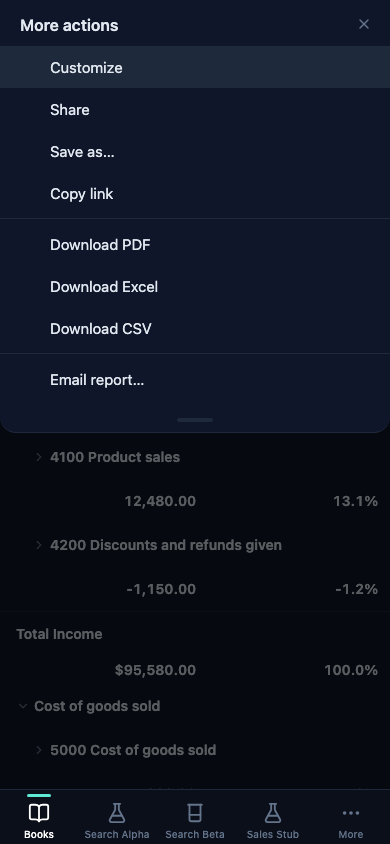 More actions
Customize
Share
Save as...
Copy link
Download PDF
Download Excel
Download CSV
Email report...
4100 Product sales
12,480.00 13.1%
4200 Discounts and refunds given
-1,150.00 -1.2%
Total Income
$95,580.00 100.0%
Cost of goods sold
5000 Cost of goods sold
Books Search Alpha Search Beta Sales Stub More